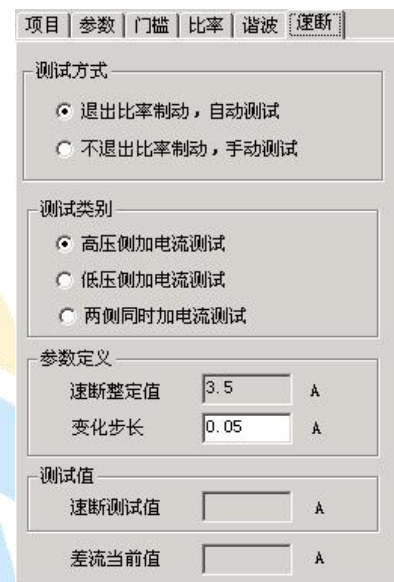 项目 参数 门槛 比率 谐波 速断
测试方式
退出比率制动，自动测试
不退出比率制动，手动测试
测试类别
高压侧加电流测试
低压侧加电流测试
两侧同时加电流测试
参数定义
速断整定值 3.5 A
变化步长 0.05 A
测试值
速断测试值 A
差流当前值 A